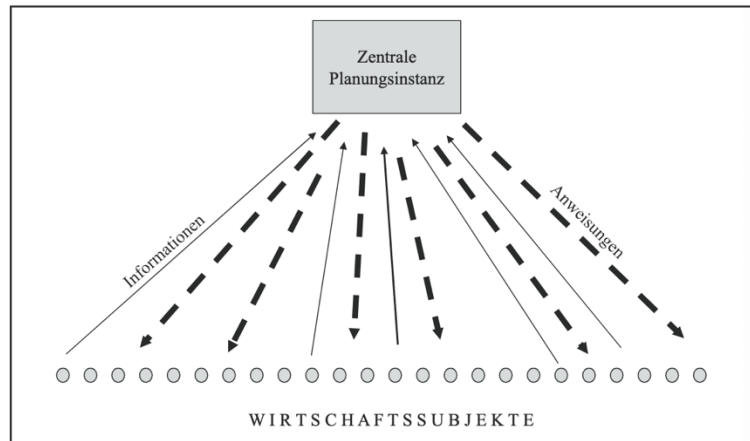 Zentrale
Planungsinstanz
Informationen
Anweisungen
WIRTSCHAFTSSUBJEKTE